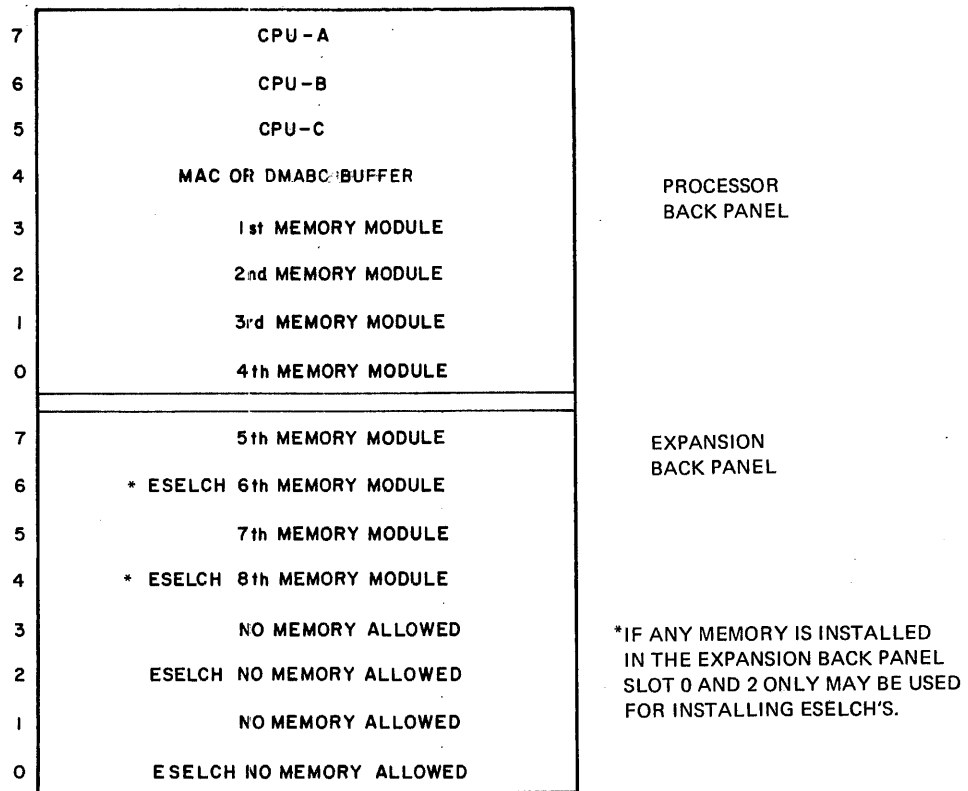 7 CPU-A
6 CPU-B
5 CPU-C
4 MAC OR DMABC BUFFER
3 1st MEMORY MODULE
2 2nd MEMORY MODULE
1 3rd MEMORY MODULE
0 4th MEMORY MODULE
PROCESSOR
BACK PANEL
7 5th MEMORY MODULE
6 * ESELCH 6th MEMORY MODULE
5 7th MEMORY MODULE
4 * ESELCH 8th MEMORY MODULE
3 NO MEMORY ALLOWED
2 ESELCH NO MEMORY ALLOWED
1 NO MEMORY ALLOWED
0 ESELCH NO MEMORY ALLOWED
EXPANSION
BACK PANEL
*IF ANY MEMORY IS INSTALLED
IN THE EXPANSION BACK PANEL
SLOT 0 AND 2 ONLY MAY BE USED
FOR INSTALLING ESELCH'S.